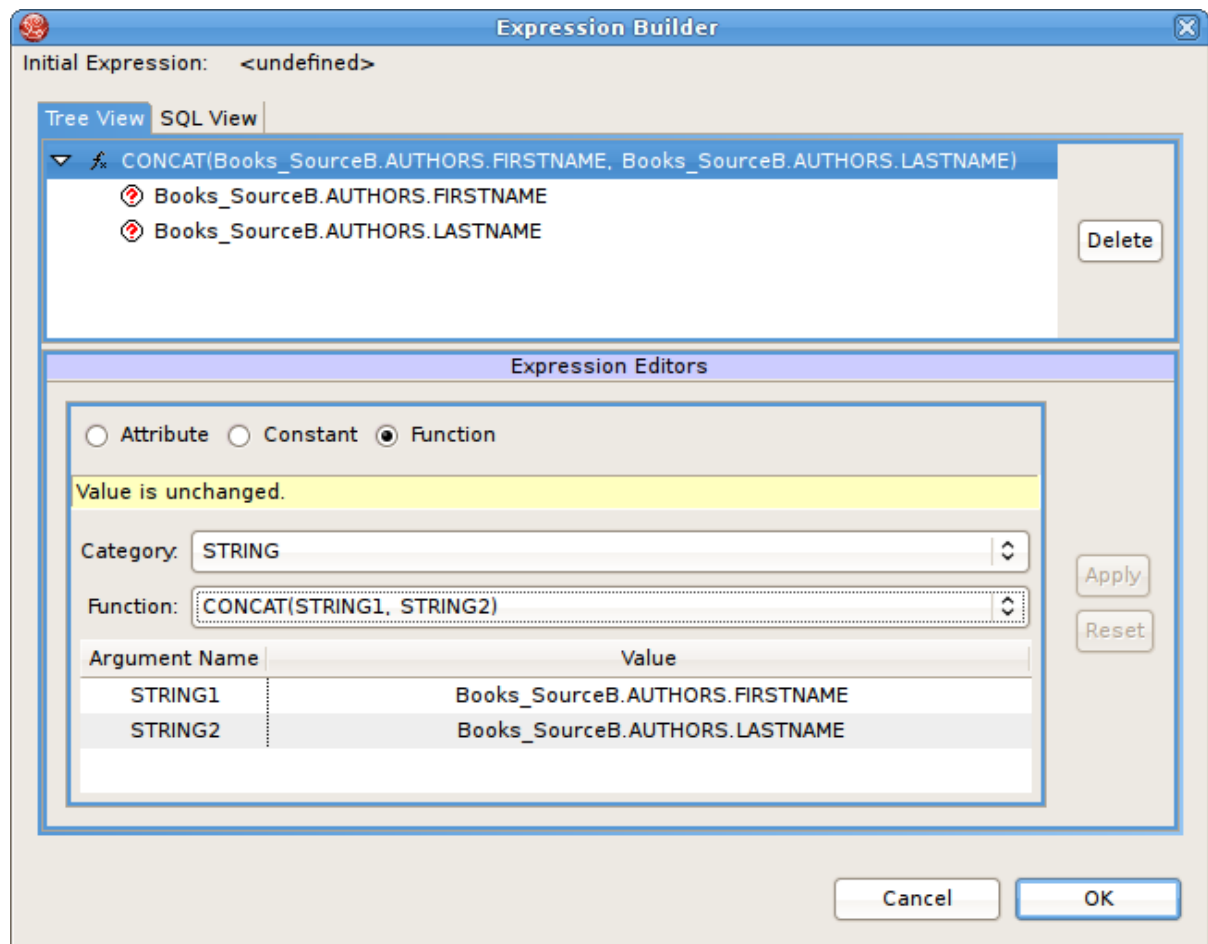 Expression Builder
Initial Expression: <undefined>
Tree View SQL View
fx CONCAT(Books_SourceB.AUTHORS.FIRSTNAME, Books_SourceB.AUTHORS.LASTNAME)
Books_SourceB.AUTHORS.FIRSTNAME
Books_SourceB.AUTHORS.LASTNAME
Delete
Expression Editors
Attribute Constant Function
Value is unchanged.
Category: STRING
Function: CONCAT(STRING1, STRING2)
Apply
Reset
Argument Name Value
STRING1 Books_SourceB.AUTHORS.FIRSTNAME
STRING2 Books_SourceB.AUTHORS.LASTNAME
Cancel OK